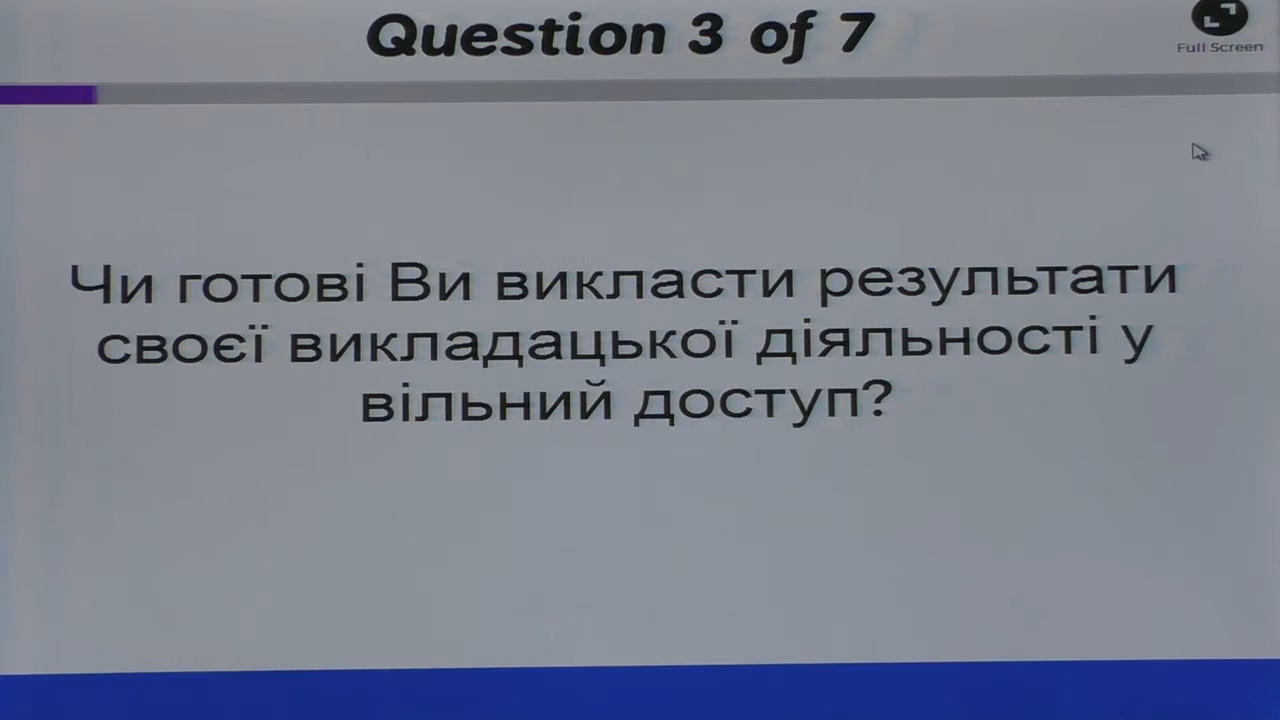 Question 3 of 7
Full Screen
Чи готові Ви викласти результати
своєї викладацької діяльності у
вільний доступ?